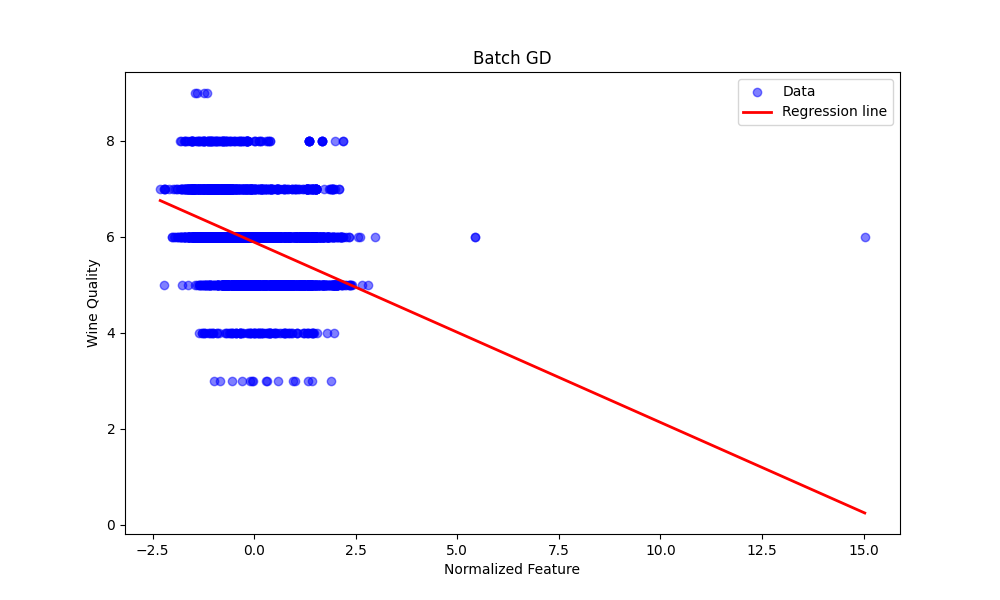 Batch GD
Data
Regression line
Wine Quality
8
6
4
2
0
−2.5 0.0 2.5 5.0 7.5 10.0 12.5 15.0
Normalized Feature